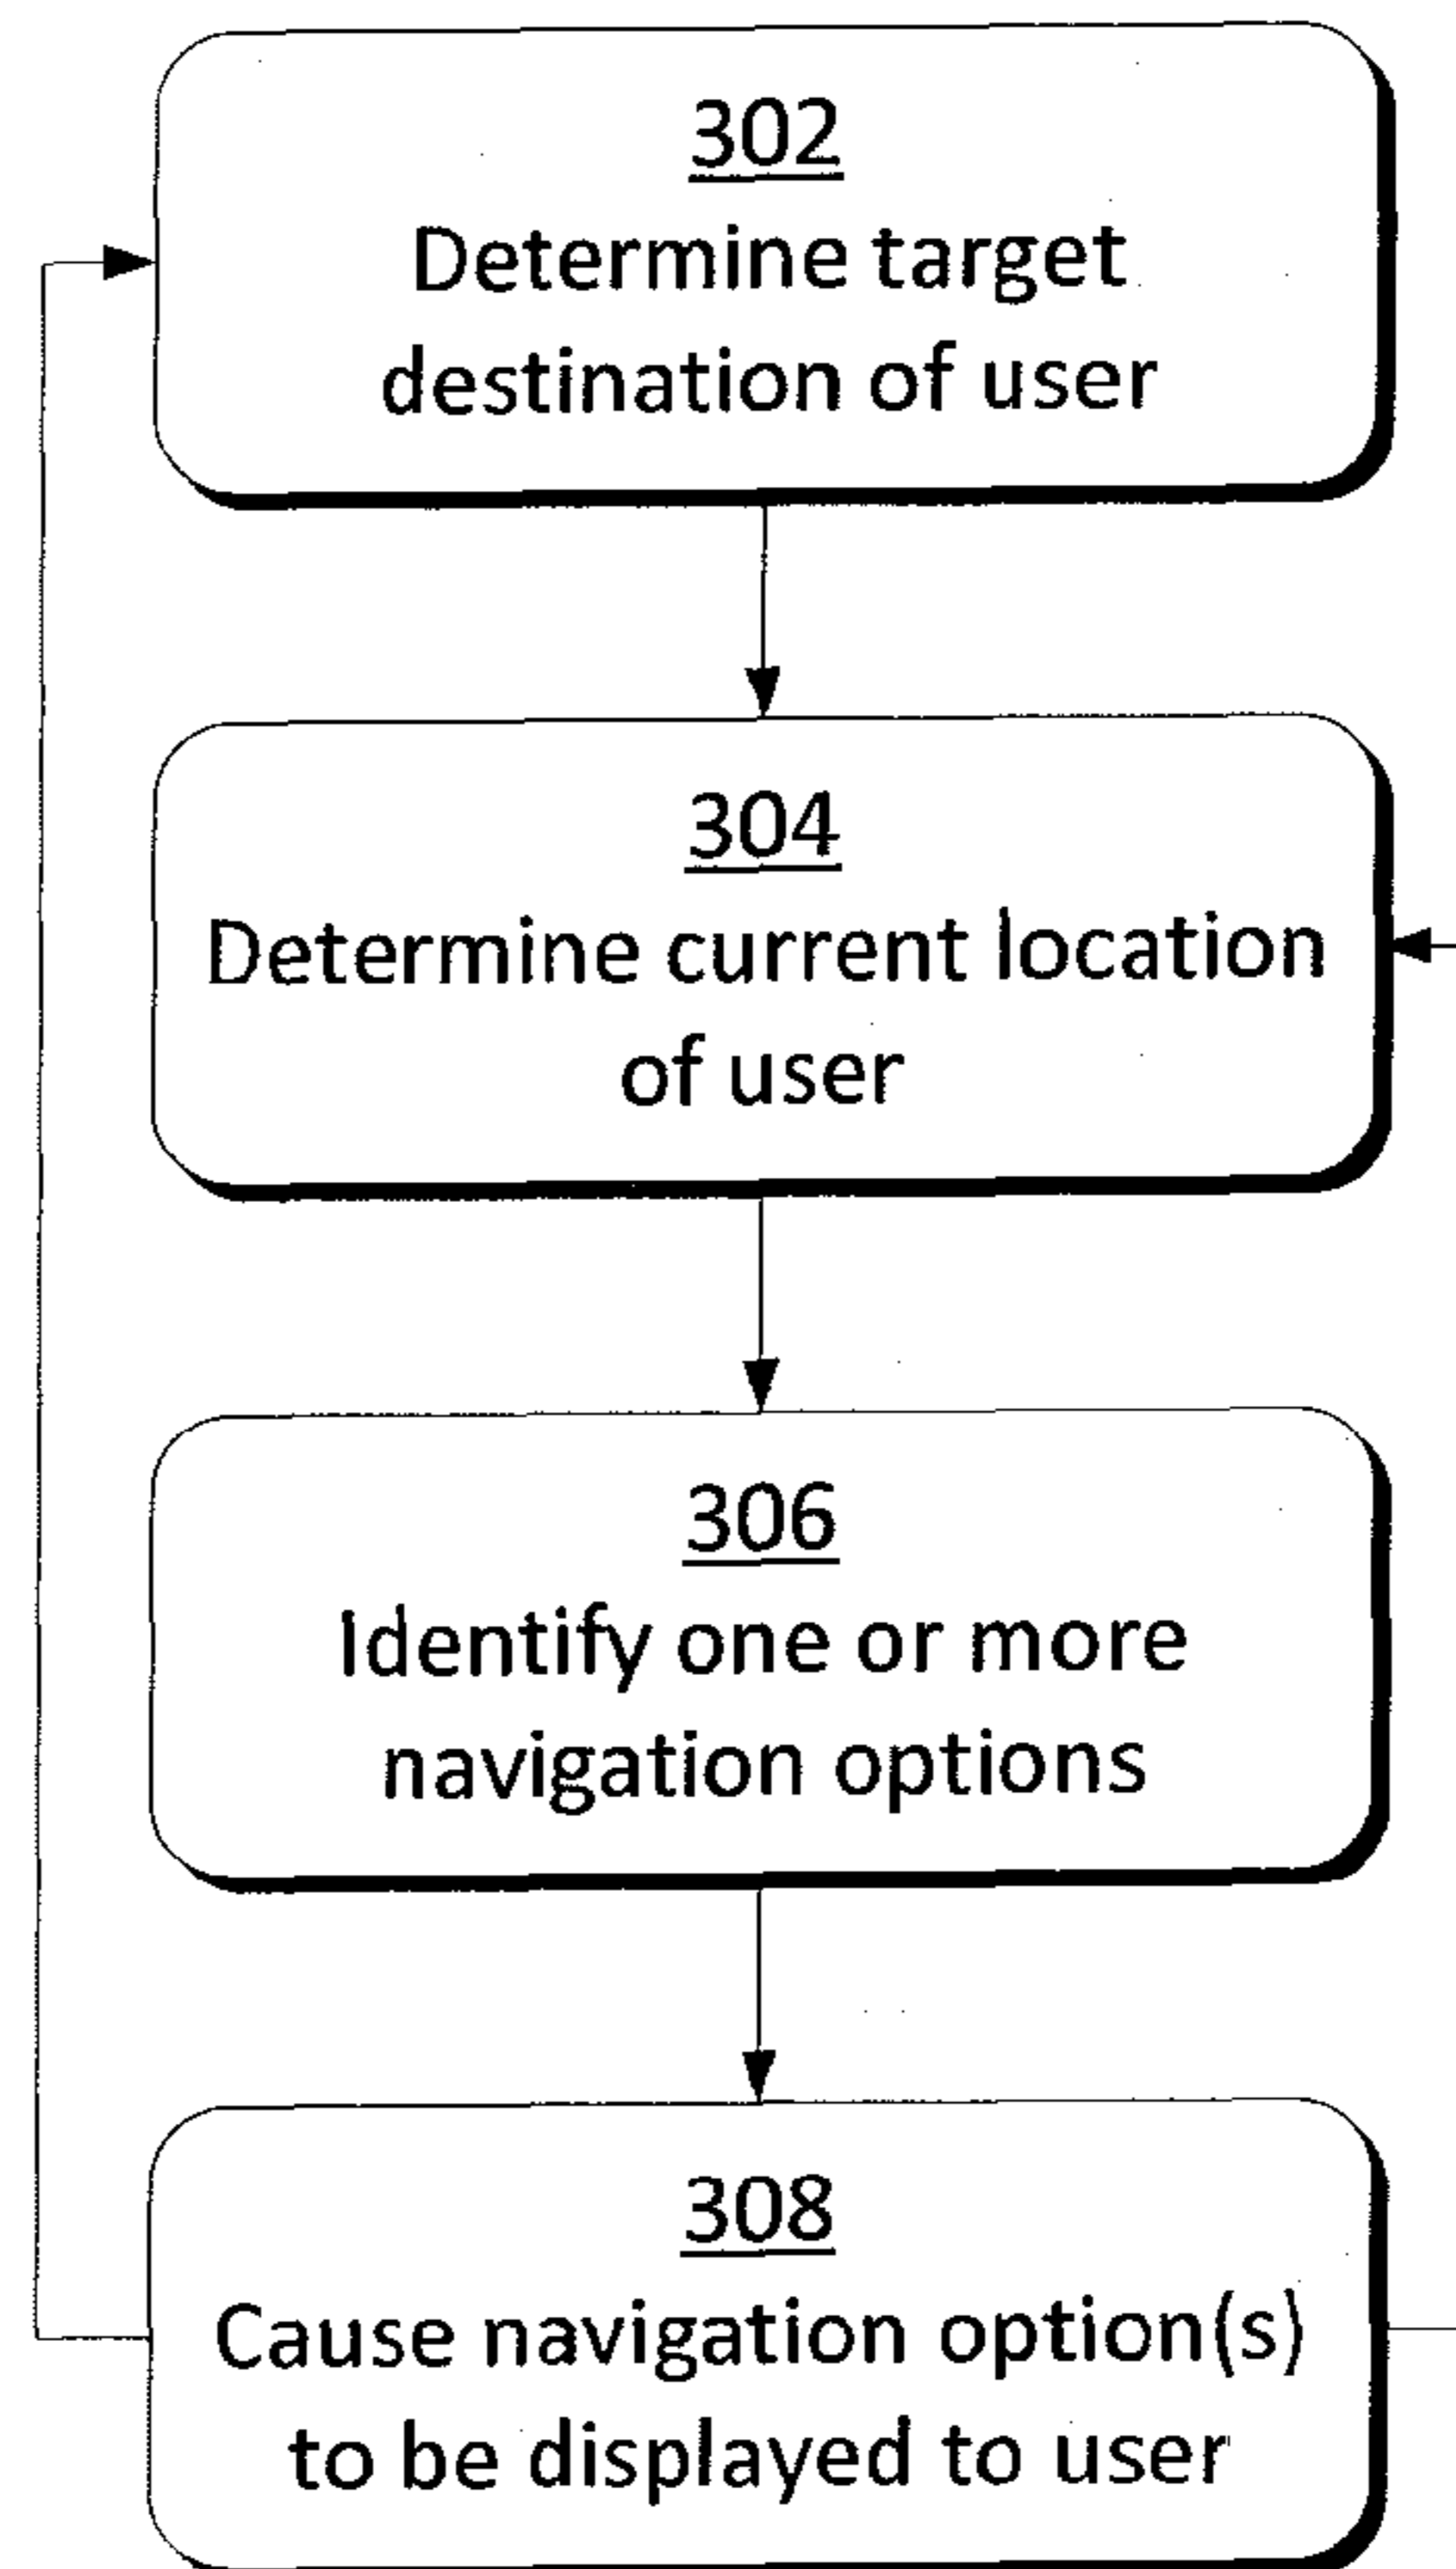 302
Determine target
destination of user
304
Determine current location
of user
306
Identify one or more
navigation options
308
Cause navigation option(s)
to be displayed to user